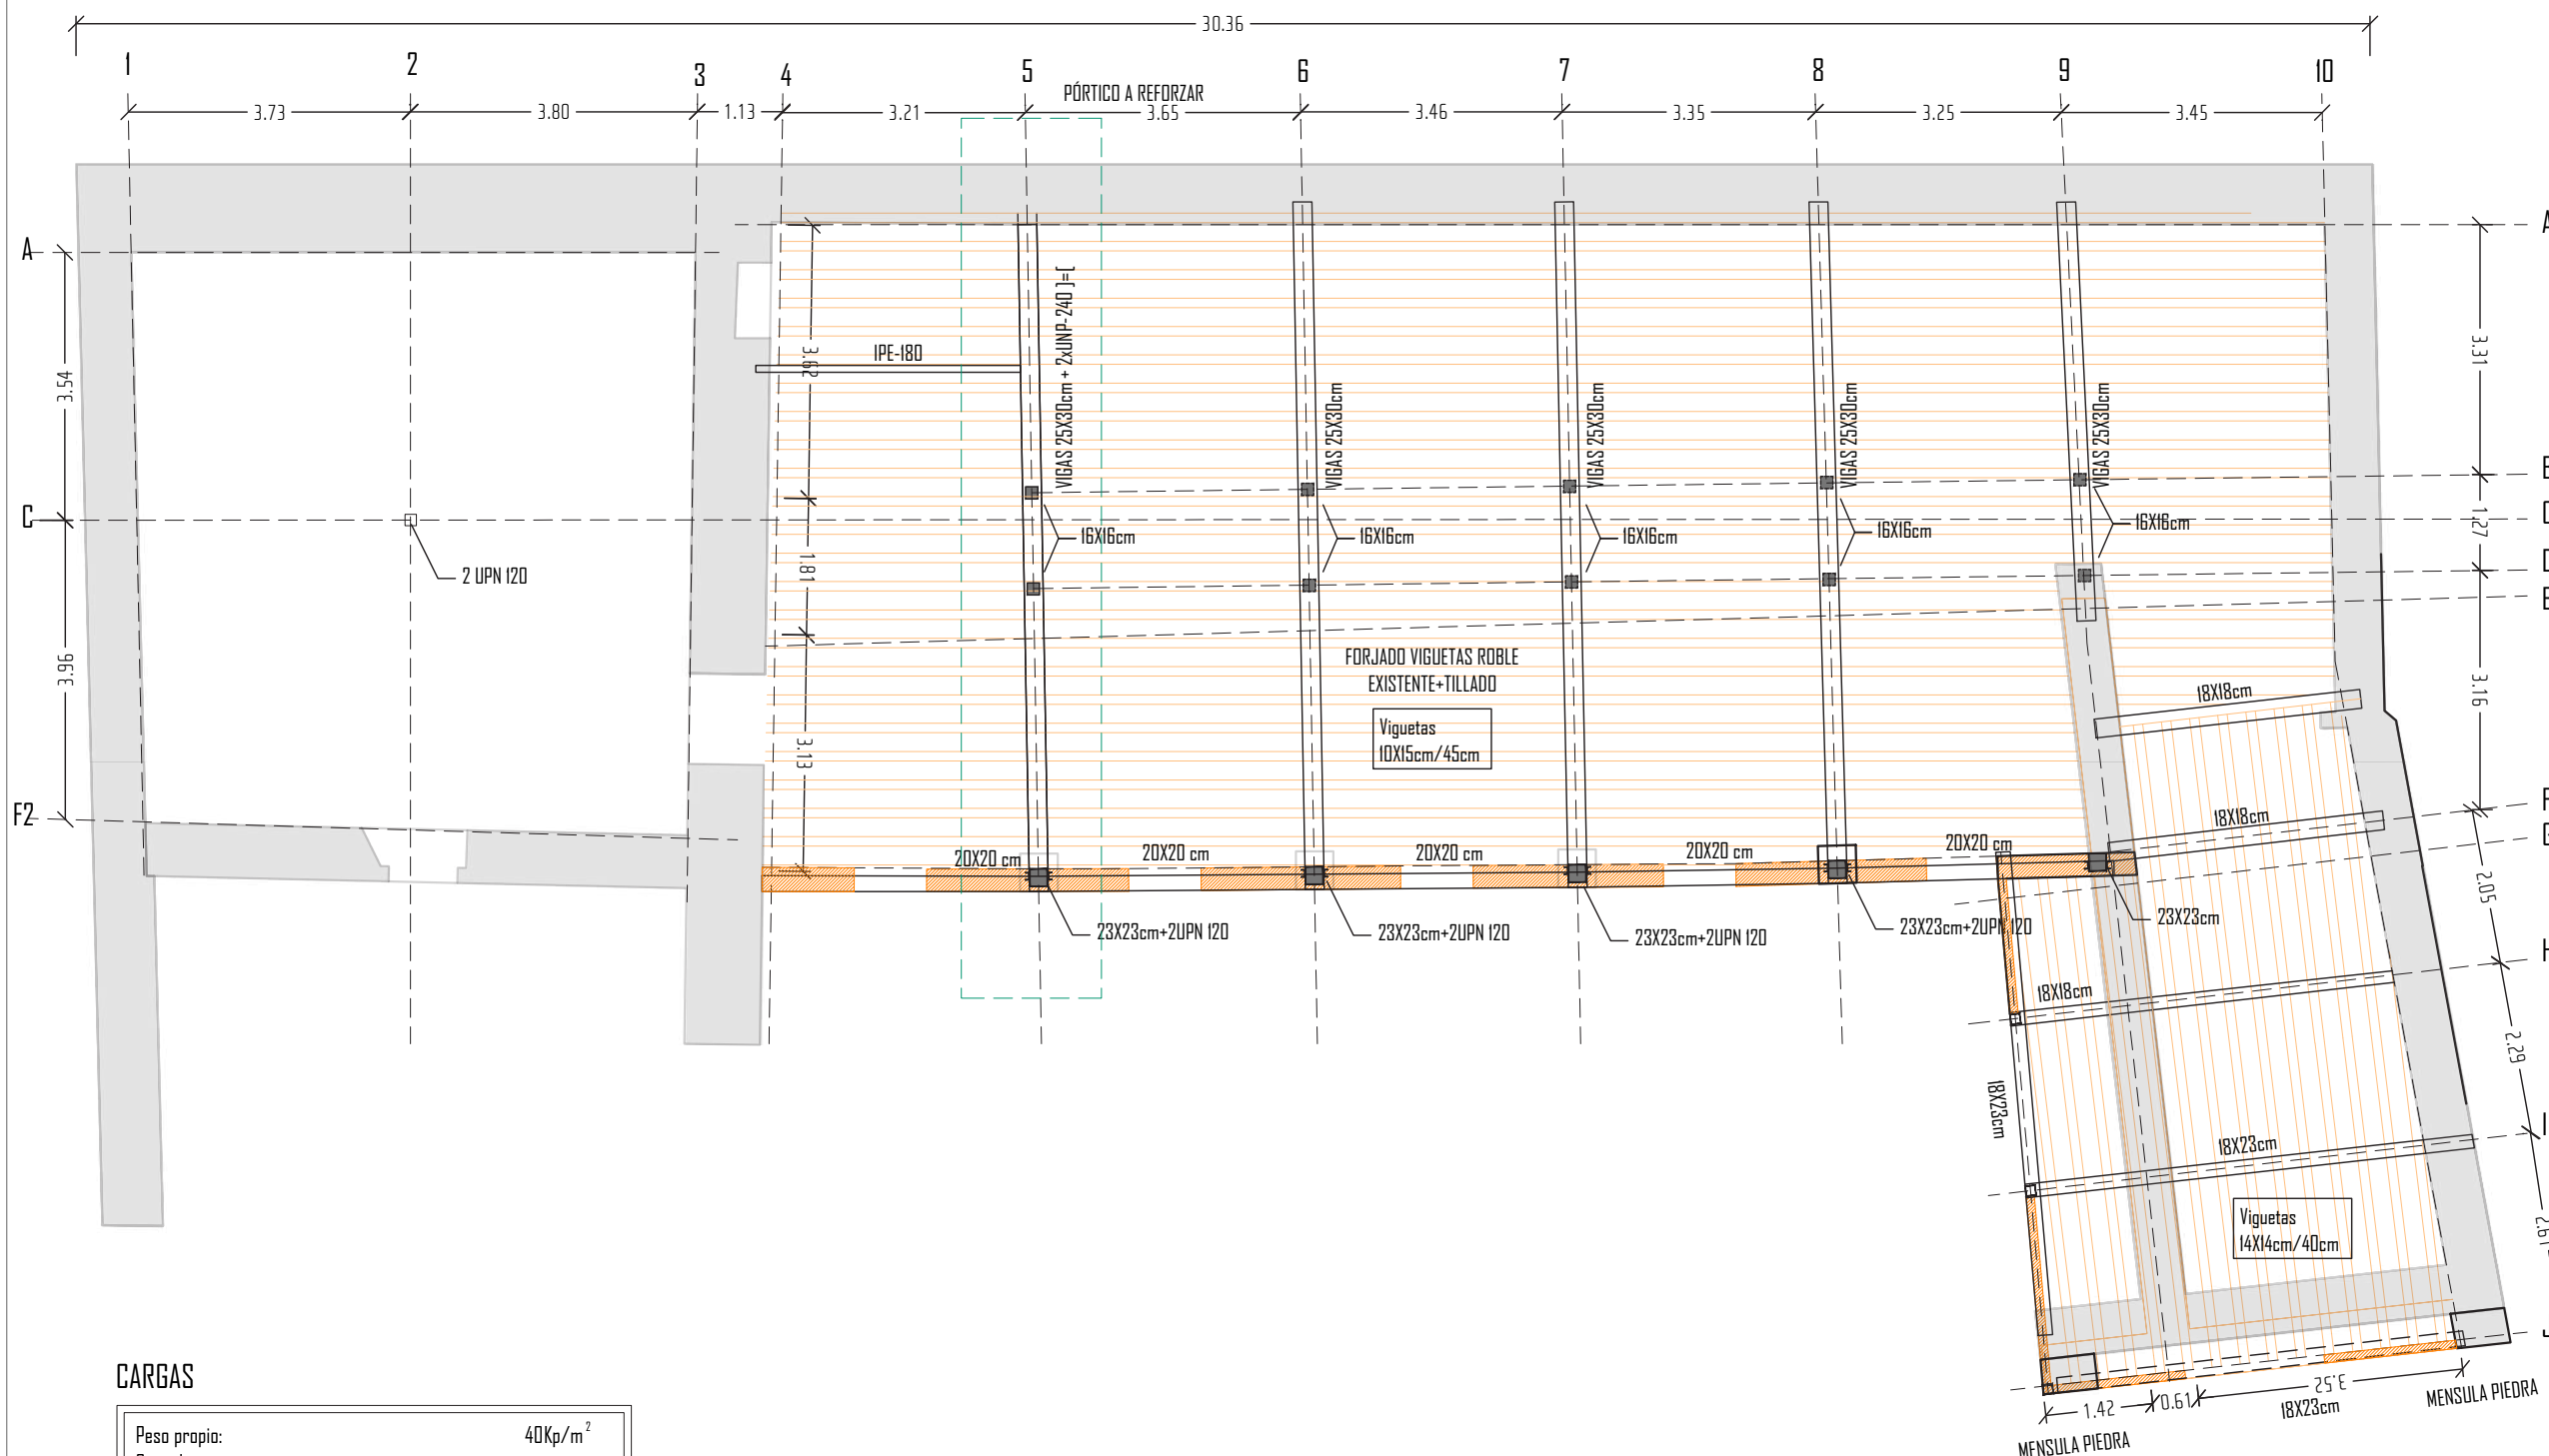 30.36
1 2 3 4 5 6 7 8 9 10
PÓRTICO A REFORZAR
3.73 3.80 1.13 3.21 3.65 3.46 3.35 3.25 3.45
A
C
F2
3.54
3.96
2 UPN 120
IPE-180
3.62
1.81
3.13
VIGAS 25X30cm + 2xUNP-240 ]=[
VIGAS 25X30cm
VIGAS 25X30cm
VIGAS 25X30cm
VIGAS 25X30cm
16X16cm
16X16cm
16X16cm
16X16cm
16X16cm
FORJADO VIGUETAS ROBLE
EXISTENTE+TILLADO
Viguetas
10X15cm/45cm
20X20 cm
20X20 cm
20X20 cm
20X20 cm
20X20 cm
23X23cm+2UPN 120
23X23cm+2UPN 120
23X23cm+2UPN 120
23X23cm+2UPN 120
23X23cm
3.31
1.27
3.16
2.05
2.29
18X18cm
18X18cm
18X18cm
18X23cm
18X23cm
Viguetas
14X14cm/40cm
1.42
0.61
3.52
18X23cm
MENSULA PIEDRA
MENSULA PIEDRA
CARGAS
Peso propio: 40Kp/m²